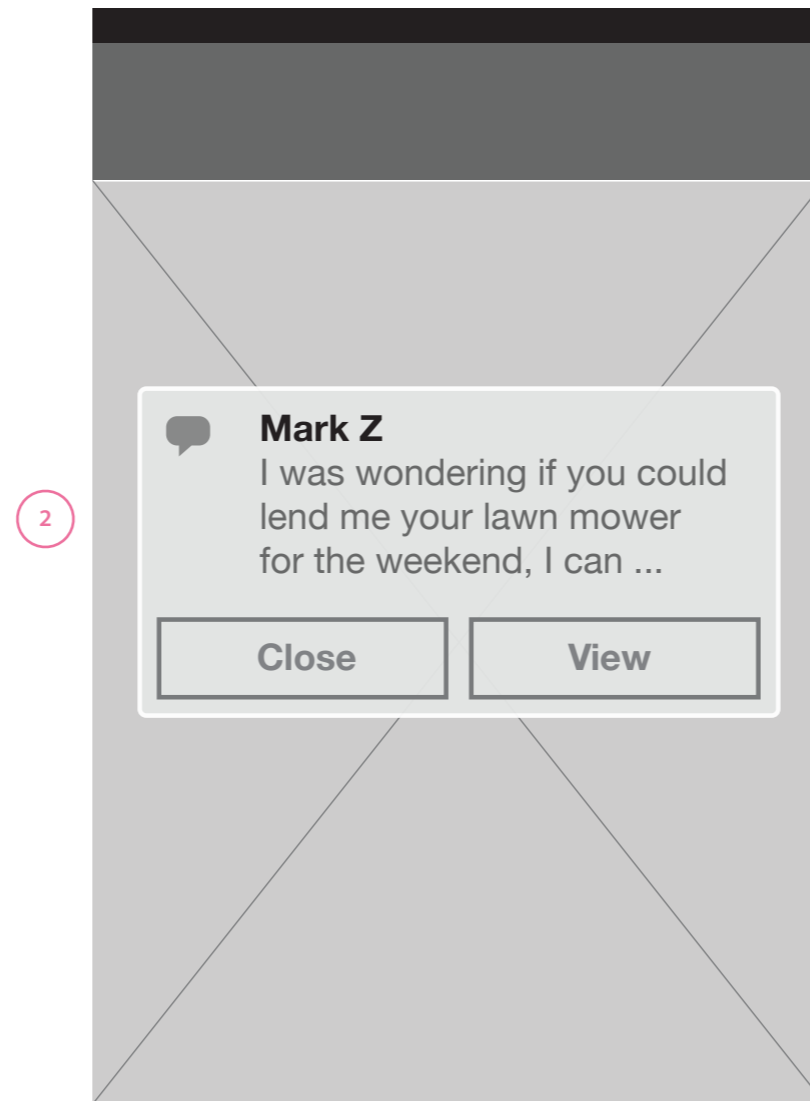 Mark Z
I was wondering if you could
lend me your lawn mower
for the weekend, I can ...
2
Close
View